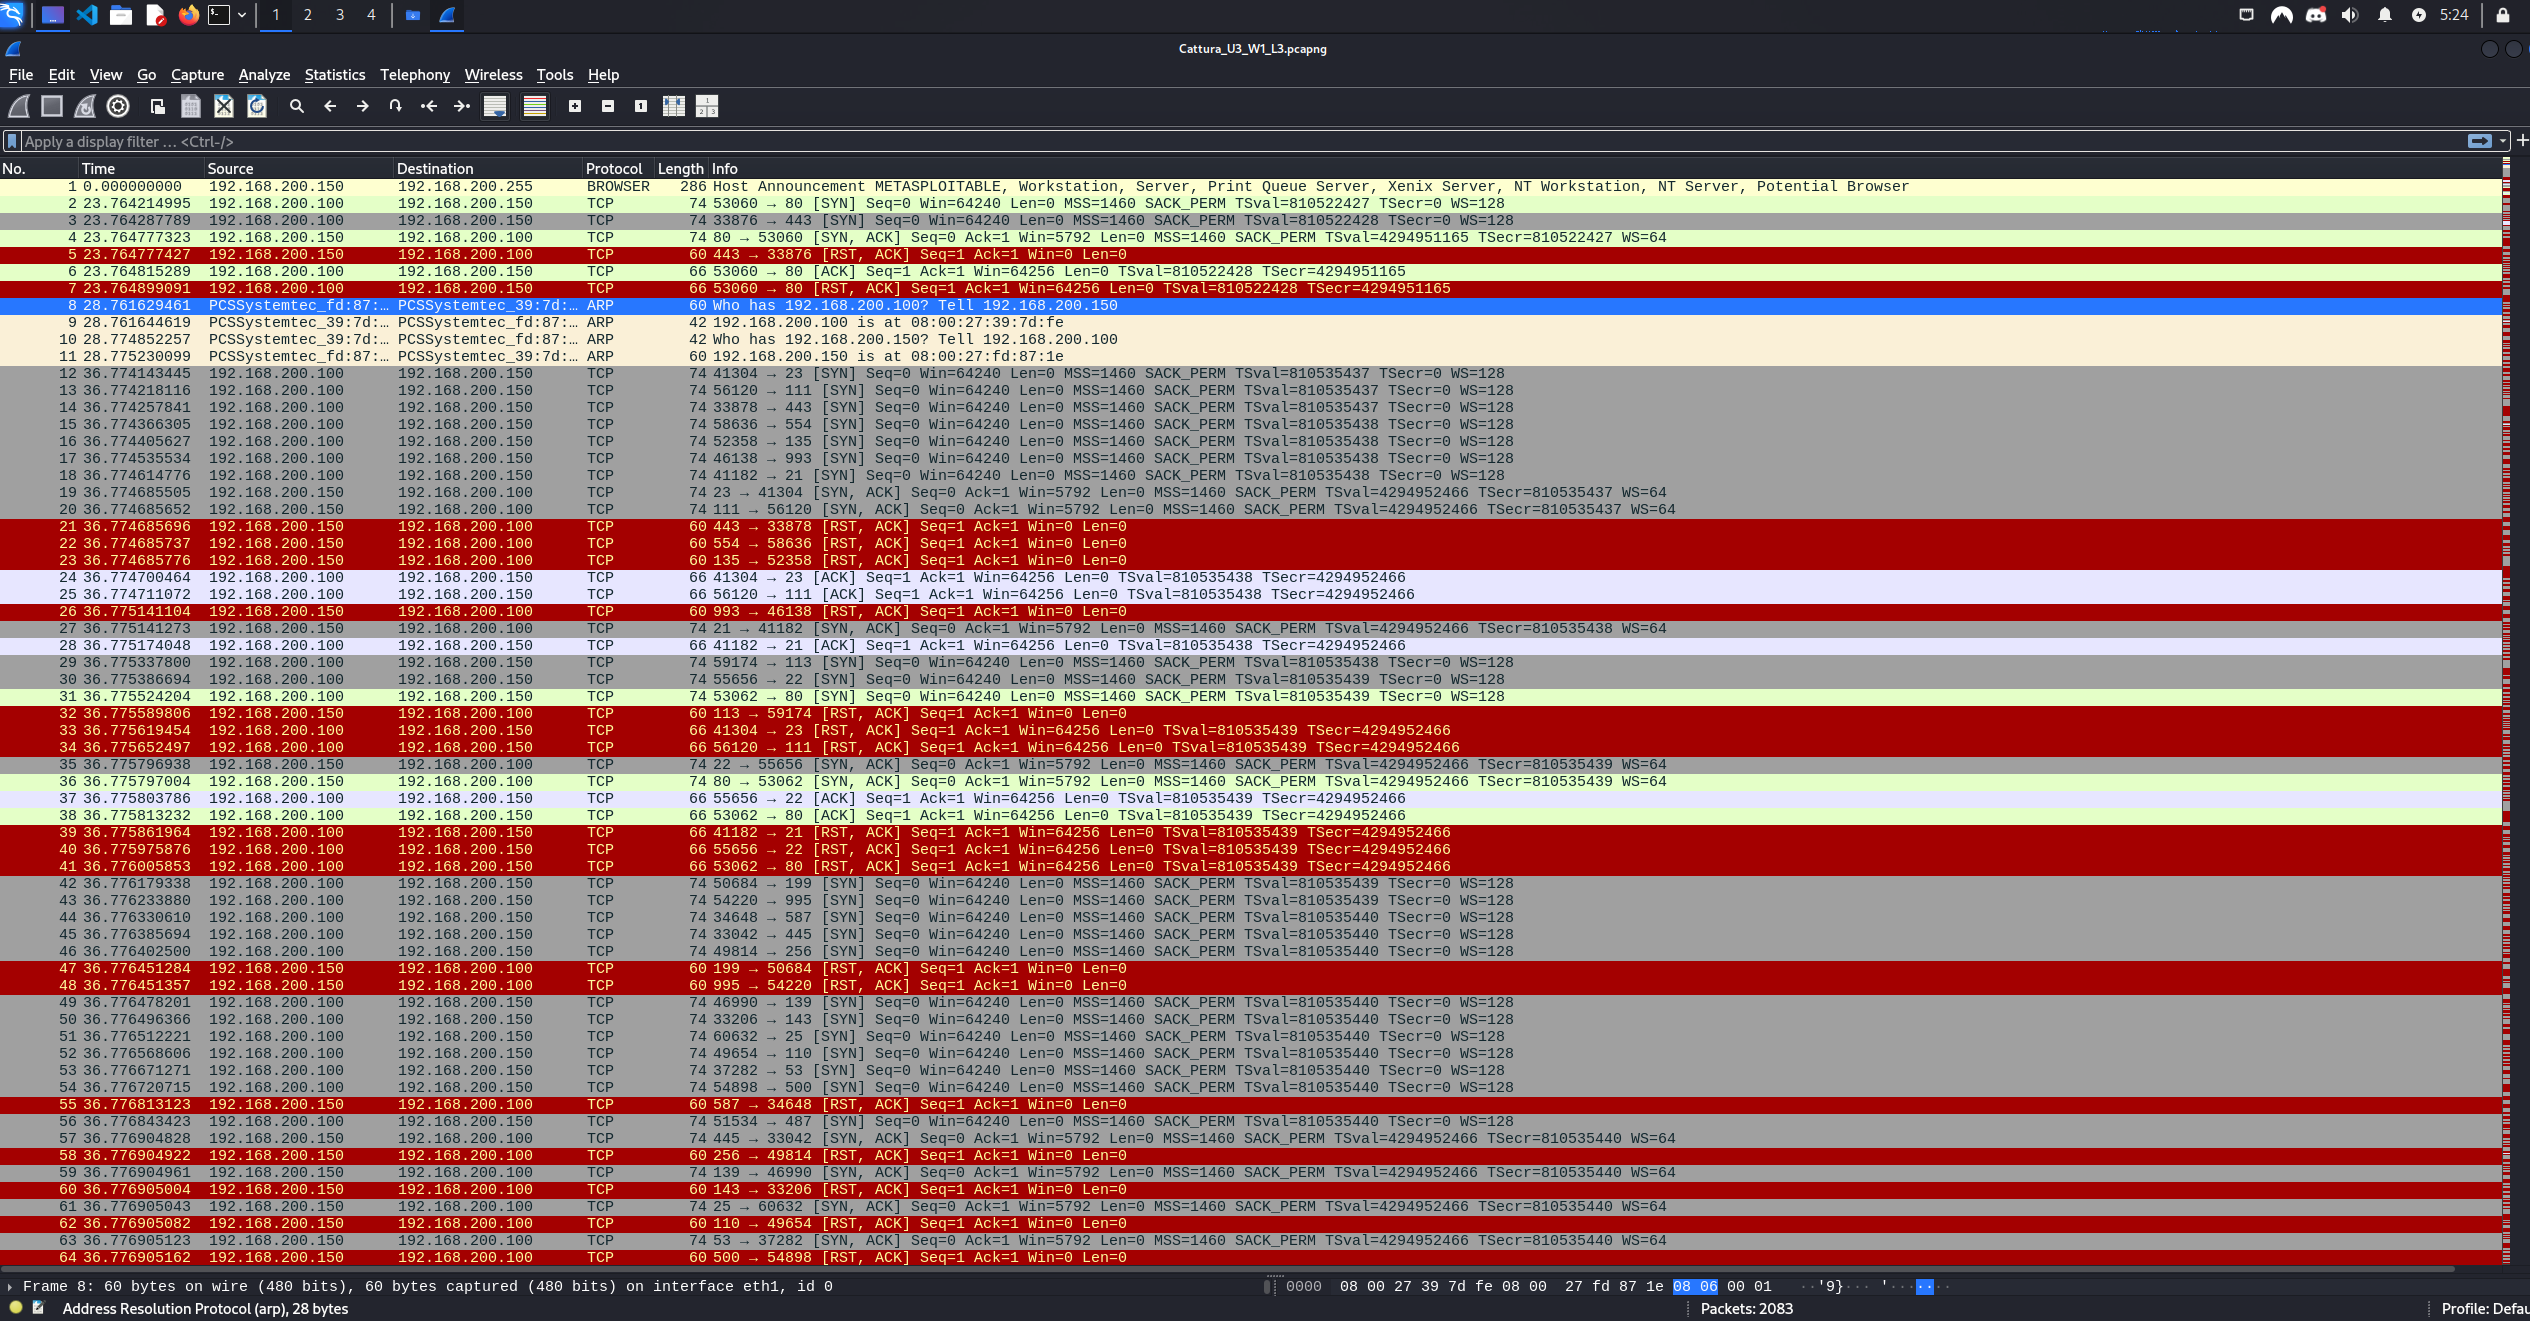 1 2 3 4 5:24
Cattura_U3_W1_L3.pcapng
File Edit View Go Capture Analyze Statistics Telephony Wireless Tools Help
Apply a display filter … <Ctrl-/>
No. Time Source Destination Protocol Length Info
1 0.000000000 192.168.200.150 192.168.200.255 BROWSER 286 Host Announcement METASPLOITABLE, Workstation, Server, Print Queue Server, Xenix Server, NT Workstation, NT Server, Potential Browser
2 23.764214995 192.168.200.100 192.168.200.150 TCP 74 53060 → 80 [SYN] Seq=0 Win=64240 Len=0 MSS=1460 SACK_PERM TSval=810522427 TSecr=0 WS=128
3 23.764287789 192.168.200.100 192.168.200.150 TCP 74 33876 → 443 [SYN] Seq=0 Win=64240 Len=0 MSS=1460 SACK_PERM TSval=810522428 TSecr=0 WS=128
4 23.764777323 192.168.200.150 192.168.200.100 TCP 74 80 → 53060 [SYN, ACK] Seq=0 Ack=1 Win=5792 Len=0 MSS=1460 SACK_PERM TSval=4294951165 TSecr=810522427 WS=64
5 23.764777427 192.168.200.150 192.168.200.100 TCP 60 443 → 33876 [RST, ACK] Seq=1 Ack=1 Win=0 Len=0
6 23.764815289 192.168.200.100 192.168.200.150 TCP 66 53060 → 80 [ACK] Seq=1 Ack=1 Win=64256 Len=0 TSval=810522428 TSecr=4294951165
7 23.764899091 192.168.200.100 192.168.200.150 TCP 66 53060 → 80 [RST, ACK] Seq=1 Ack=1 Win=64256 Len=0 TSval=810522428 TSecr=4294951165
8 28.761629461 PCSSystemtec_fd:87:… PCSSystemtec_39:7d:… ARP 60 Who has 192.168.200.100? Tell 192.168.200.150
9 28.761644619 PCSSystemtec_39:7d:… PCSSystemtec_fd:87:… ARP 42 192.168.200.100 is at 08:00:27:39:7d:fe
10 28.774852257 PCSSystemtec_39:7d:… PCSSystemtec_fd:87:… ARP 42 Who has 192.168.200.150? Tell 192.168.200.100
11 28.775230099 PCSSystemtec_fd:87:… PCSSystemtec_39:7d:… ARP 60 192.168.200.150 is at 08:00:27:fd:87:1e
12 36.774143445 192.168.200.100 192.168.200.150 TCP 74 41304 → 23 [SYN] Seq=0 Win=64240 Len=0 MSS=1460 SACK_PERM TSval=810535437 TSecr=0 WS=128
13 36.774218116 192.168.200.100 192.168.200.150 TCP 74 56120 → 111 [SYN] Seq=0 Win=64240 Len=0 MSS=1460 SACK_PERM TSval=810535437 TSecr=0 WS=128
14 36.774257841 192.168.200.100 192.168.200.150 TCP 74 33878 → 443 [SYN] Seq=0 Win=64240 Len=0 MSS=1460 SACK_PERM TSval=810535437 TSecr=0 WS=128
15 36.774366305 192.168.200.100 192.168.200.150 TCP 74 58636 → 554 [SYN] Seq=0 Win=64240 Len=0 MSS=1460 SACK_PERM TSval=810535438 TSecr=0 WS=128
16 36.774405627 192.168.200.100 192.168.200.150 TCP 74 52358 → 135 [SYN] Seq=0 Win=64240 Len=0 MSS=1460 SACK_PERM TSval=810535438 TSecr=0 WS=128
17 36.774535534 192.168.200.100 192.168.200.150 TCP 74 46138 → 993 [SYN] Seq=0 Win=64240 Len=0 MSS=1460 SACK_PERM TSval=810535438 TSecr=0 WS=128
18 36.774614776 192.168.200.100 192.168.200.150 TCP 74 41182 → 21 [SYN] Seq=0 Win=64240 Len=0 MSS=1460 SACK_PERM TSval=810535438 TSecr=0 WS=128
19 36.774685505 192.168.200.150 192.168.200.100 TCP 74 23 → 41304 [SYN, ACK] Seq=0 Ack=1 Win=5792 Len=0 MSS=1460 SACK_PERM TSval=4294952466 TSecr=810535437 WS=64
20 36.774685652 192.168.200.150 192.168.200.100 TCP 74 111 → 56120 [SYN, ACK] Seq=0 Ack=1 Win=5792 Len=0 MSS=1460 SACK_PERM TSval=4294952466 TSecr=810535437 WS=64
21 36.774685696 192.168.200.150 192.168.200.100 TCP 60 443 → 33878 [RST, ACK] Seq=1 Ack=1 Win=0 Len=0
22 36.774685737 192.168.200.150 192.168.200.100 TCP 60 554 → 58636 [RST, ACK] Seq=1 Ack=1 Win=0 Len=0
23 36.774685776 192.168.200.150 192.168.200.100 TCP 60 135 → 52358 [RST, ACK] Seq=1 Ack=1 Win=0 Len=0
24 36.774700464 192.168.200.100 192.168.200.150 TCP 66 41304 → 23 [ACK] Seq=1 Ack=1 Win=64256 Len=0 TSval=810535438 TSecr=4294952466
25 36.774711072 192.168.200.100 192.168.200.150 TCP 66 56120 → 111 [ACK] Seq=1 Ack=1 Win=64256 Len=0 TSval=810535438 TSecr=4294952466
26 36.775141104 192.168.200.150 192.168.200.100 TCP 60 993 → 46138 [RST, ACK] Seq=1 Ack=1 Win=0 Len=0
27 36.775141273 192.168.200.150 192.168.200.100 TCP 74 21 → 41182 [SYN, ACK] Seq=0 Ack=1 Win=5792 Len=0 MSS=1460 SACK_PERM TSval=4294952466 TSecr=810535438 WS=64
28 36.775174048 192.168.200.100 192.168.200.150 TCP 66 41182 → 21 [ACK] Seq=1 Ack=1 Win=64256 Len=0 TSval=810535438 TSecr=4294952466
29 36.775337800 192.168.200.100 192.168.200.150 TCP 74 59174 → 113 [SYN] Seq=0 Win=64240 Len=0 MSS=1460 SACK_PERM TSval=810535438 TSecr=0 WS=128
30 36.775386694 192.168.200.100 192.168.200.150 TCP 74 55656 → 22 [SYN] Seq=0 Win=64240 Len=0 MSS=1460 SACK_PERM TSval=810535439 TSecr=0 WS=128
31 36.775524204 192.168.200.100 192.168.200.150 TCP 74 53062 → 80 [SYN] Seq=0 Win=64240 Len=0 MSS=1460 SACK_PERM TSval=810535439 TSecr=0 WS=128
32 36.775589806 192.168.200.150 192.168.200.100 TCP 60 113 → 59174 [RST, ACK] Seq=1 Ack=1 Win=0 Len=0
33 36.775619454 192.168.200.100 192.168.200.150 TCP 66 41304 → 23 [RST, ACK] Seq=1 Ack=1 Win=64256 Len=0 TSval=810535439 TSecr=4294952466
34 36.775652497 192.168.200.100 192.168.200.150 TCP 66 56120 → 111 [RST, ACK] Seq=1 Ack=1 Win=64256 Len=0 TSval=810535439 TSecr=4294952466
35 36.775796938 192.168.200.150 192.168.200.100 TCP 74 22 → 55656 [SYN, ACK] Seq=0 Ack=1 Win=5792 Len=0 MSS=1460 SACK_PERM TSval=4294952466 TSecr=810535439 WS=64
36 36.775797004 192.168.200.150 192.168.200.100 TCP 74 80 → 53062 [SYN, ACK] Seq=0 Ack=1 Win=5792 Len=0 MSS=1460 SACK_PERM TSval=4294952466 TSecr=810535439 WS=64
37 36.775803786 192.168.200.100 192.168.200.150 TCP 66 55656 → 22 [ACK] Seq=1 Ack=1 Win=64256 Len=0 TSval=810535439 TSecr=4294952466
38 36.775813232 192.168.200.100 192.168.200.150 TCP 66 53062 → 80 [ACK] Seq=1 Ack=1 Win=64256 Len=0 TSval=810535439 TSecr=4294952466
39 36.775861964 192.168.200.100 192.168.200.150 TCP 66 41182 → 21 [RST, ACK] Seq=1 Ack=1 Win=64256 Len=0 TSval=810535439 TSecr=4294952466
40 36.775975876 192.168.200.100 192.168.200.150 TCP 66 55656 → 22 [RST, ACK] Seq=1 Ack=1 Win=64256 Len=0 TSval=810535439 TSecr=4294952466
41 36.776005853 192.168.200.100 192.168.200.150 TCP 66 53062 → 80 [RST, ACK] Seq=1 Ack=1 Win=64256 Len=0 TSval=810535439 TSecr=4294952466
42 36.776179338 192.168.200.100 192.168.200.150 TCP 74 50684 → 199 [SYN] Seq=0 Win=64240 Len=0 MSS=1460 SACK_PERM TSval=810535439 TSecr=0 WS=128
43 36.776233880 192.168.200.100 192.168.200.150 TCP 74 54220 → 995 [SYN] Seq=0 Win=64240 Len=0 MSS=1460 SACK_PERM TSval=810535439 TSecr=0 WS=128
44 36.776330610 192.168.200.100 192.168.200.150 TCP 74 34648 → 587 [SYN] Seq=0 Win=64240 Len=0 MSS=1460 SACK_PERM TSval=810535440 TSecr=0 WS=128
45 36.776385694 192.168.200.100 192.168.200.150 TCP 74 33042 → 445 [SYN] Seq=0 Win=64240 Len=0 MSS=1460 SACK_PERM TSval=810535440 TSecr=0 WS=128
46 36.776402500 192.168.200.100 192.168.200.150 TCP 74 49814 → 256 [SYN] Seq=0 Win=64240 Len=0 MSS=1460 SACK_PERM TSval=810535440 TSecr=0 WS=128
47 36.776451284 192.168.200.150 192.168.200.100 TCP 60 199 → 50684 [RST, ACK] Seq=1 Ack=1 Win=0 Len=0
48 36.776451357 192.168.200.150 192.168.200.100 TCP 60 995 → 54220 [RST, ACK] Seq=1 Ack=1 Win=0 Len=0
49 36.776478201 192.168.200.100 192.168.200.150 TCP 74 46990 → 139 [SYN] Seq=0 Win=64240 Len=0 MSS=1460 SACK_PERM TSval=810535440 TSecr=0 WS=128
50 36.776496366 192.168.200.100 192.168.200.150 TCP 74 33206 → 143 [SYN] Seq=0 Win=64240 Len=0 MSS=1460 SACK_PERM TSval=810535440 TSecr=0 WS=128
51 36.776512221 192.168.200.100 192.168.200.150 TCP 74 60632 → 25 [SYN] Seq=0 Win=64240 Len=0 MSS=1460 SACK_PERM TSval=810535440 TSecr=0 WS=128
52 36.776568606 192.168.200.100 192.168.200.150 TCP 74 49654 → 110 [SYN] Seq=0 Win=64240 Len=0 MSS=1460 SACK_PERM TSval=810535440 TSecr=0 WS=128
53 36.776671271 192.168.200.100 192.168.200.150 TCP 74 37282 → 53 [SYN] Seq=0 Win=64240 Len=0 MSS=1460 SACK_PERM TSval=810535440 TSecr=0 WS=128
54 36.776720715 192.168.200.100 192.168.200.150 TCP 74 54898 → 500 [SYN] Seq=0 Win=64240 Len=0 MSS=1460 SACK_PERM TSval=810535440 TSecr=0 WS=128
55 36.776813123 192.168.200.150 192.168.200.100 TCP 60 587 → 34648 [RST, ACK] Seq=1 Ack=1 Win=0 Len=0
56 36.776843423 192.168.200.100 192.168.200.150 TCP 74 51534 → 487 [SYN] Seq=0 Win=64240 Len=0 MSS=1460 SACK_PERM TSval=810535440 TSecr=0 WS=128
57 36.776904828 192.168.200.150 192.168.200.100 TCP 74 445 → 33042 [SYN, ACK] Seq=0 Ack=1 Win=5792 Len=0 MSS=1460 SACK_PERM TSval=4294952466 TSecr=810535440 WS=64
58 36.776904922 192.168.200.150 192.168.200.100 TCP 60 256 → 49814 [RST, ACK] Seq=1 Ack=1 Win=0 Len=0
59 36.776904961 192.168.200.150 192.168.200.100 TCP 74 139 → 46990 [SYN, ACK] Seq=0 Ack=1 Win=5792 Len=0 MSS=1460 SACK_PERM TSval=4294952466 TSecr=810535440 WS=64
60 36.776905004 192.168.200.150 192.168.200.100 TCP 60 143 → 33206 [RST, ACK] Seq=1 Ack=1 Win=0 Len=0
61 36.776905043 192.168.200.150 192.168.200.100 TCP 74 25 → 60632 [SYN, ACK] Seq=0 Ack=1 Win=5792 Len=0 MSS=1460 SACK_PERM TSval=4294952466 TSecr=810535440 WS=64
62 36.776905082 192.168.200.150 192.168.200.100 TCP 60 110 → 49654 [RST, ACK] Seq=1 Ack=1 Win=0 Len=0
63 36.776905123 192.168.200.150 192.168.200.100 TCP 74 53 → 37282 [SYN, ACK] Seq=0 Ack=1 Win=5792 Len=0 MSS=1460 SACK_PERM TSval=4294952466 TSecr=810535440 WS=64
64 36.776905162 192.168.200.150 192.168.200.100 TCP 60 500 → 54898 [RST, ACK] Seq=1 Ack=1 Win=0 Len=0
Frame 8: 60 bytes on wire (480 bits), 60 bytes captured (480 bits) on interface eth1, id 0 0000 08 00 27 39 7d fe 08 00 27 fd 87 1e 08 06 00 01 ··'9}··· '·······
Address Resolution Protocol (arp), 28 bytes Packets: 2083 Profile: Defau